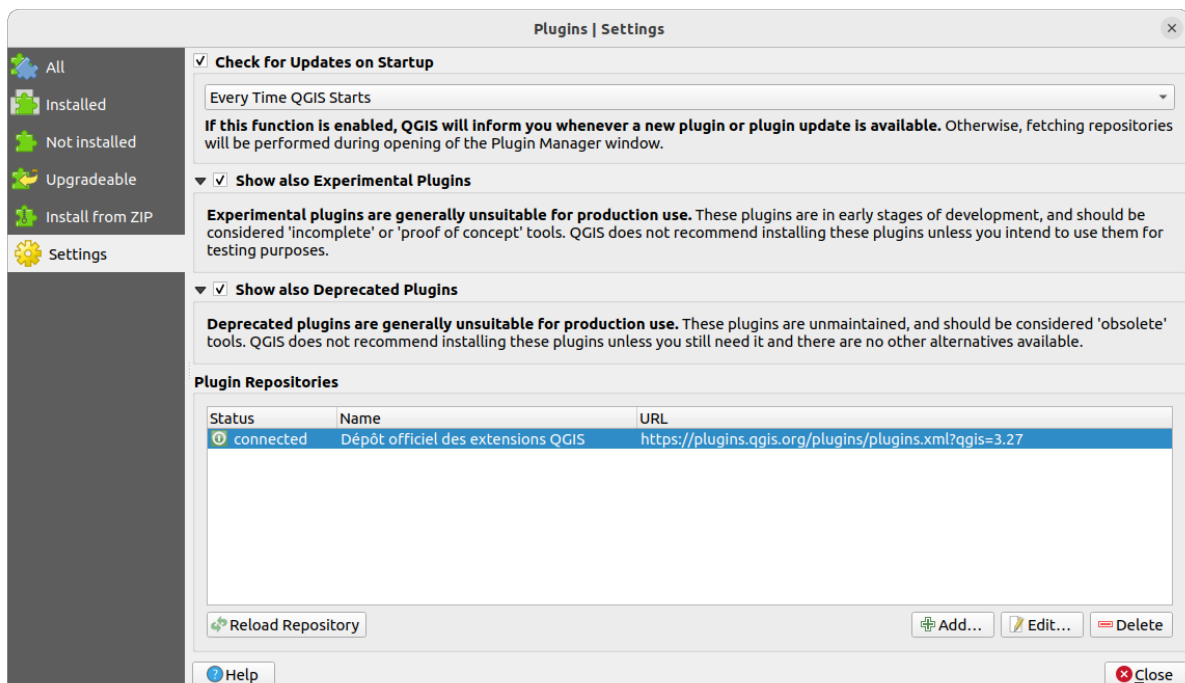 Plugins | Settings
All
Installed
Not installed
Upgradeable
Install from ZIP
Settings
Check for Updates on Startup
Every Time QGIS Starts
If this function is enabled, QGIS will inform you whenever a new plugin or plugin update is available. Otherwise, fetching repositories
will be performed during opening of the Plugin Manager window.
Show also Experimental Plugins
Experimental plugins are generally unsuitable for production use. These plugins are in early stages of development, and should be
considered 'incomplete' or 'proof of concept' tools. QGIS does not recommend installing these plugins unless you intend to use them for
testing purposes.
Show also Deprecated Plugins
Deprecated plugins are generally unsuitable for production use. These plugins are unmaintained, and should be considered 'obsolete'
tools. QGIS does not recommend installing these plugins unless you still need it and there are no other alternatives available.
Plugin Repositories
Status Name URL
connected Dépôt officiel des extensions QGIS https://plugins.qgis.org/plugins/plugins.xml?qgis=3.27
Reload Repository Add... Edit... Delete
Help Close